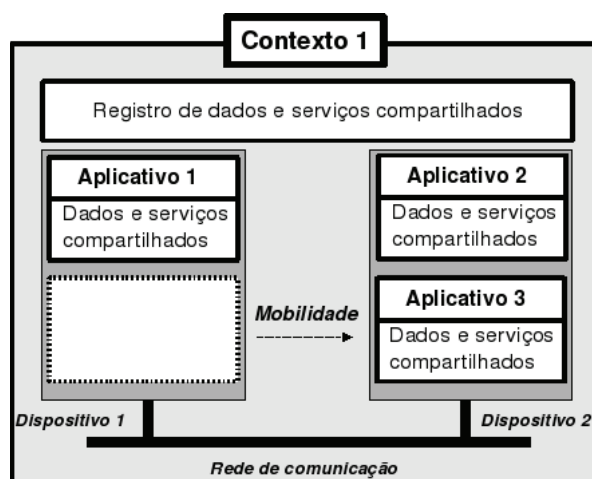 Contexto 1
Registro de dados e serviços compartilhados
Aplicativo 1
Dados e serviços
compartilhados
Aplicativo 2
Dados e serviços
compartilhados
Mobilidade
Aplicativo 3
Dados e serviços
compartilhados
Dispositivo 1
Dispositivo 2
Rede de comunicação